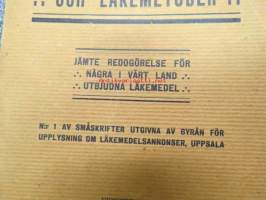 OCH LÄKEMETODER
JÄMTE REDOGÖRELSE FÖR
NÅGRA I VÅRT LAND
UTBJUDNA LÄKEMEDEL
N:r 1 AV SMÅSKRIFTER UTGIVNA AV BYRÅN FÖR
UPPLYSNING OM LÄKEMEDELSANNONSER, UPPSALA